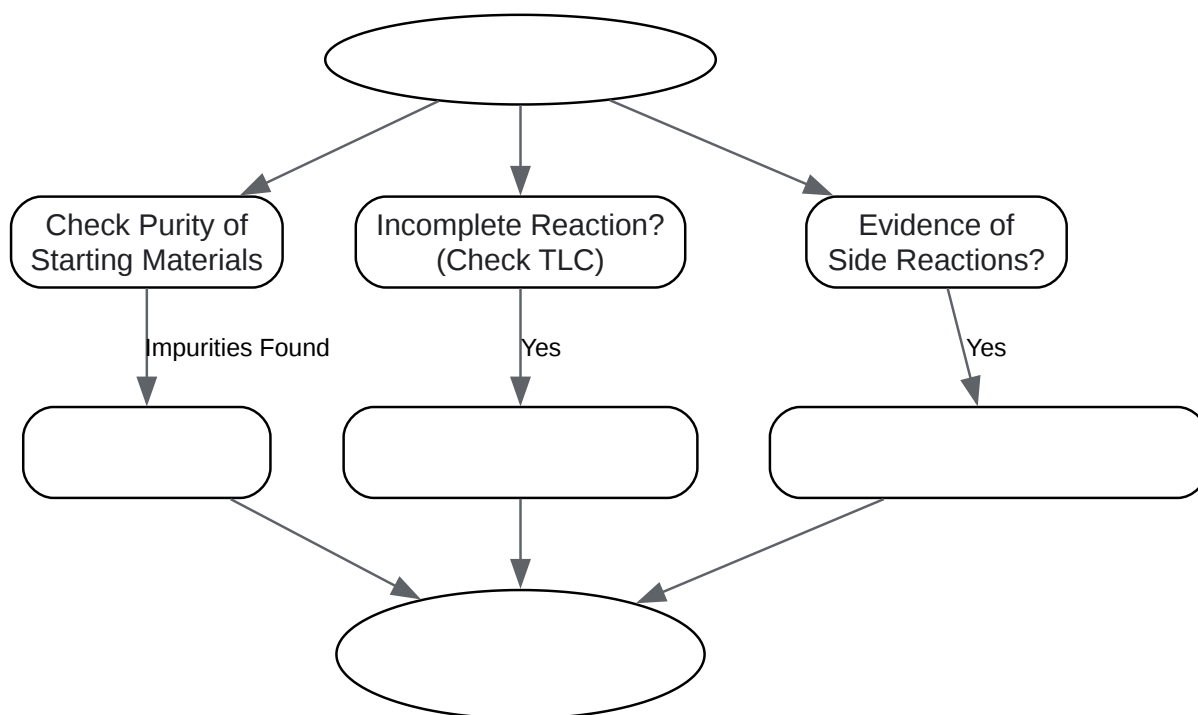 Check Purity of
Starting Materials
Incomplete Reaction?
(Check TLC)
Evidence of
Side Reactions?
Impurities Found
Yes
Yes